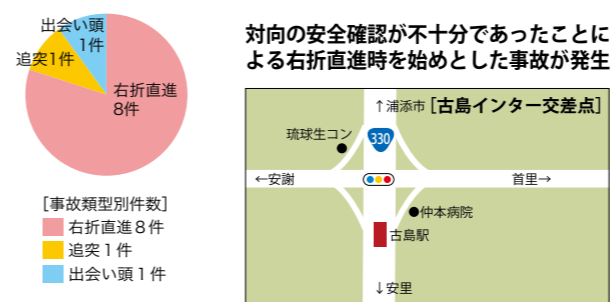 出会い頭
1件
追突1件
右折直進
8件
[事故類型別件数]
右折直進8件
追突1件
出会い頭1件
対向の安全確認が不十分であったことに
よる右折直進時を始めとした事故が発生
↑浦添市
[古島インター交差点]
琉球生コン
330
←安謝
首里→
仲本病院
古島駅
↓安里